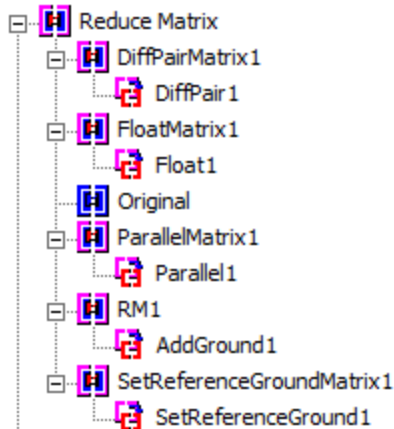 Reduce Matrix
DiffPairMatrix1
DiffPair1
FloatMatrix1
Float1
Original
ParallelMatrix1
Parallel1
RM1
AddGround1
SetReferenceGroundMatrix1
SetReferenceGround1